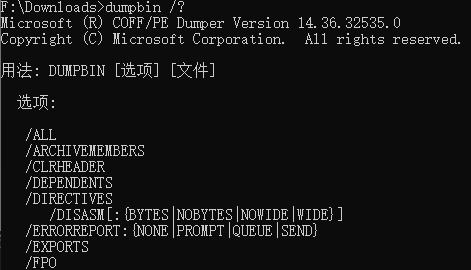 F:\Downloads>dumpbin /?
Microsoft (R) COFF/PE Dumper Version 14.36.32535.0
Copyright (C) Microsoft Corporation.  All rights reserved.
用法: DUMPBIN [选项] [文件]
选项:
/ALL
/ARCHIVEMEMBERS
/CLRHEADER
/DEPENDENTS
/DIRECTIVES
/DISASM[:{BYTES|NOBYTES|NOWIDE|WIDE}]
/ERRORREPORT:{NONE|PROMPT|QUEUE|SEND}
/EXPORTS
/FPO